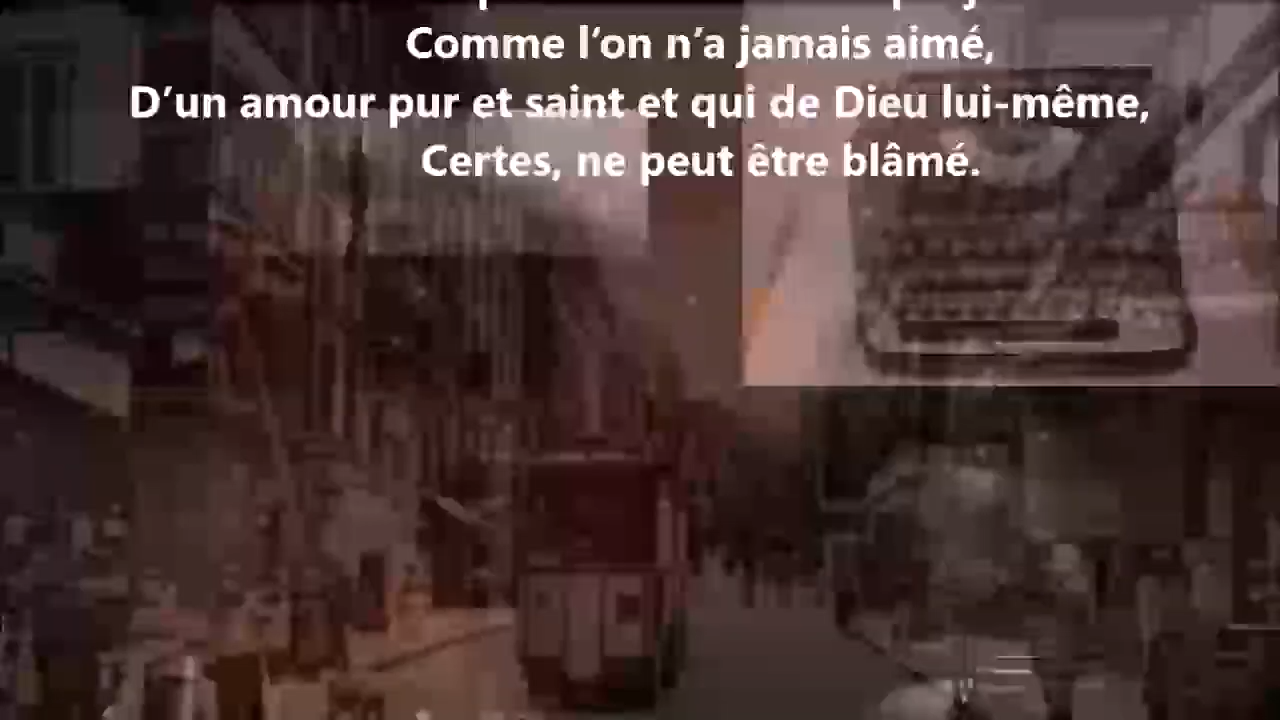 Comme l’on n’a jamais aimé,
D’un amour pur et saint et qui de Dieu lui-même,
Certes, ne peut être blâmé.